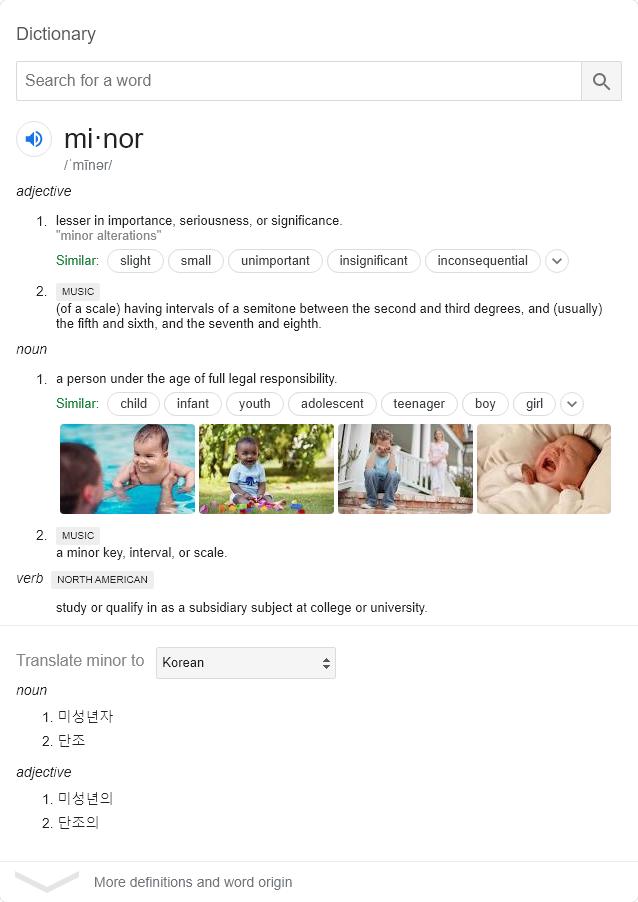 Dictionary
Search for a word
mi·nor
/ˈmīnər/
adjective
1. lesser in importance, seriousness, or significance.
"minor alterations"
Similar: slight small unimportant insignificant inconsequential
2. MUSIC
(of a scale) having intervals of a semitone between the second and third degrees, and (usually)
the fifth and sixth, and the seventh and eighth.
noun
1. a person under the age of full legal responsibility.
Similar: child infant youth adolescent teenager boy girl
2. MUSIC
a minor key, interval, or scale.
verb NORTH AMERICAN
study or qualify in as a subsidiary subject at college or university.
Translate minor to Korean
noun
1. 미성년자
2. 단조
adjective
1. 미성년의
2. 단조의
More definitions and word origin